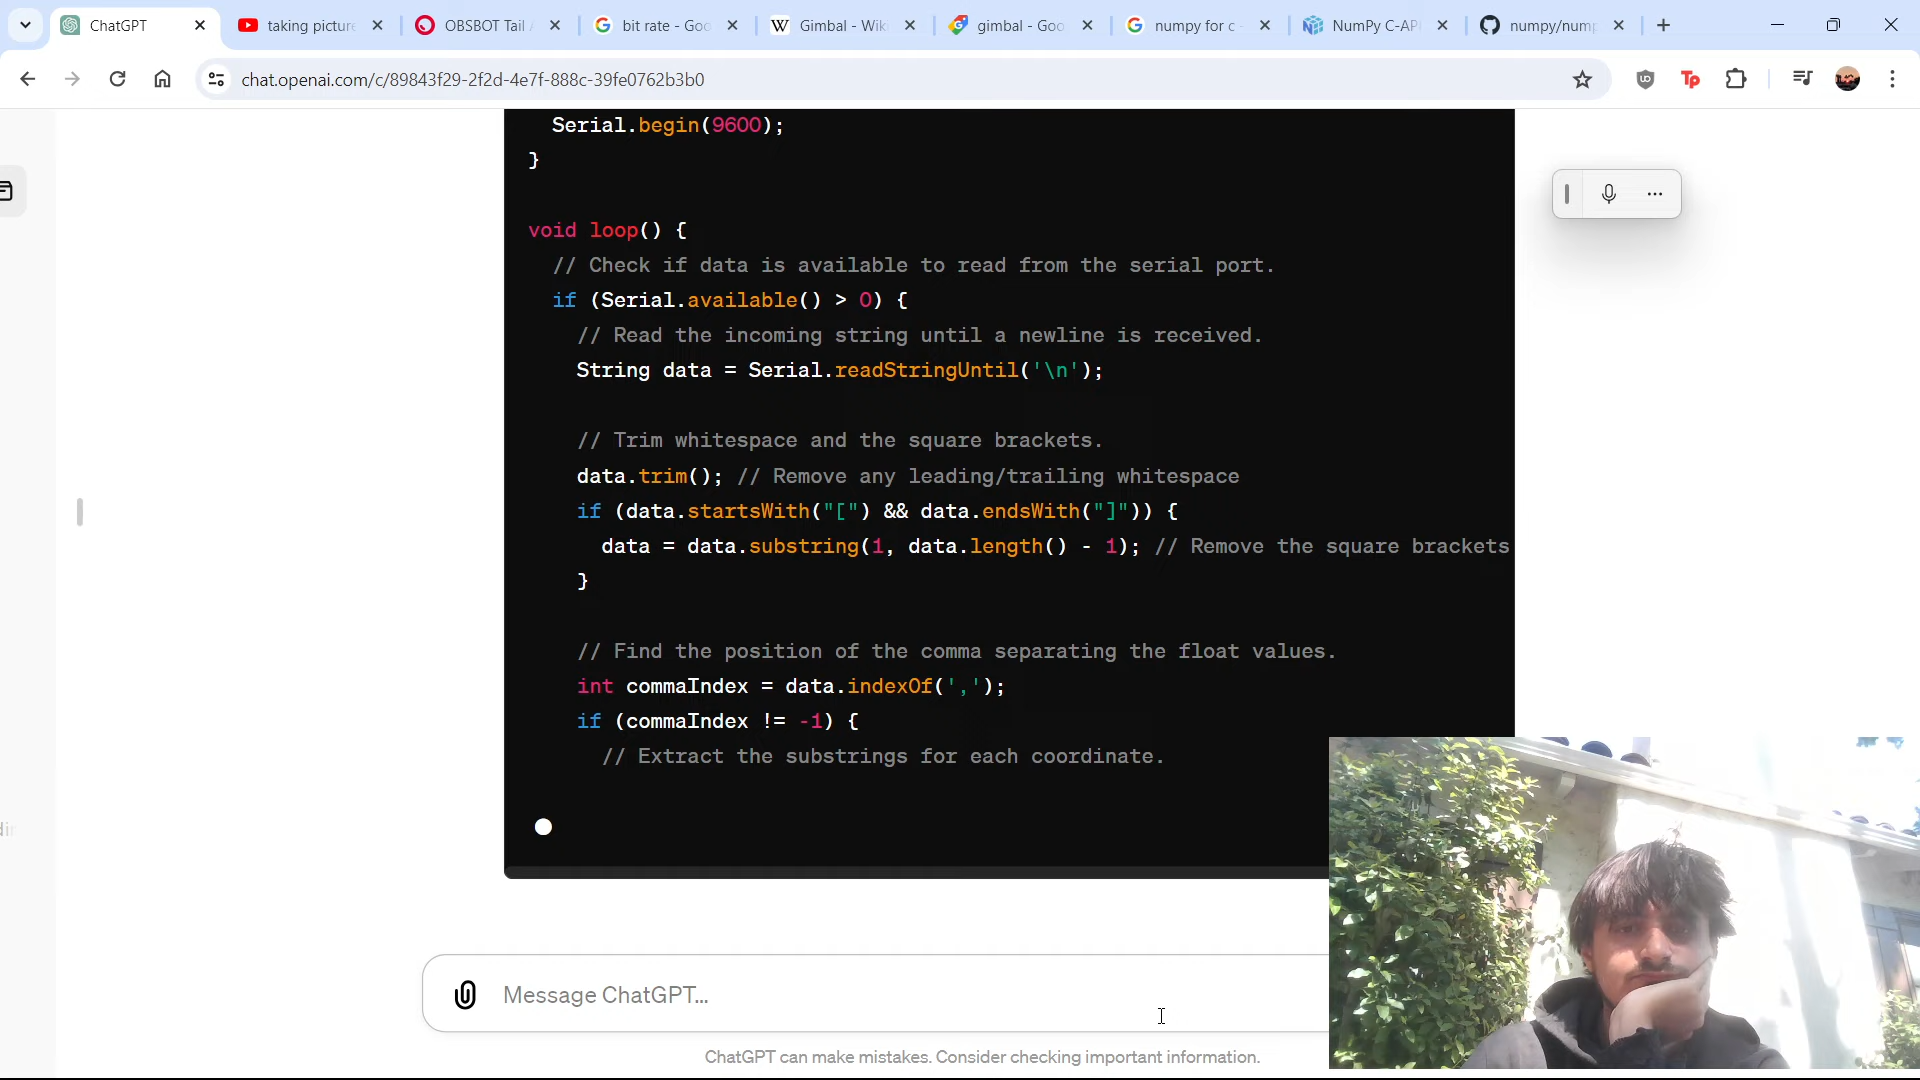 ChatGPT
taking picture
OBSBOT Tail
bit rate - Goo
Gimbal - Wiki
gimbal - Goo
numpy for c -
NumPy C-API
numpy/nump
chat.openai.com/c/89843f29-2f2d-4e7f-888c-39fe0762b3b0
Tp
Serial.begin(9600);
}
void loop() {
// Check if data is available to read from the serial port.
if (Serial.available() > 0) {
// Read the incoming string until a newline is received.
String data = Serial.readStringUntil('\n');
// Trim whitespace and the square brackets.
data.trim(); // Remove any leading/trailing whitespace
if (data.startsWith("[") && data.endsWith("]")) {
data = data.substring(1, data.length() - 1); // Remove the square brackets
}
// Find the position of the comma separating the float values.
int commaIndex = data.indexOf(',');
if (commaIndex != -1) {
// Extract the substrings for each coordinate.
Message ChatGPT...
ChatGPT can make mistakes. Consider checking important information.